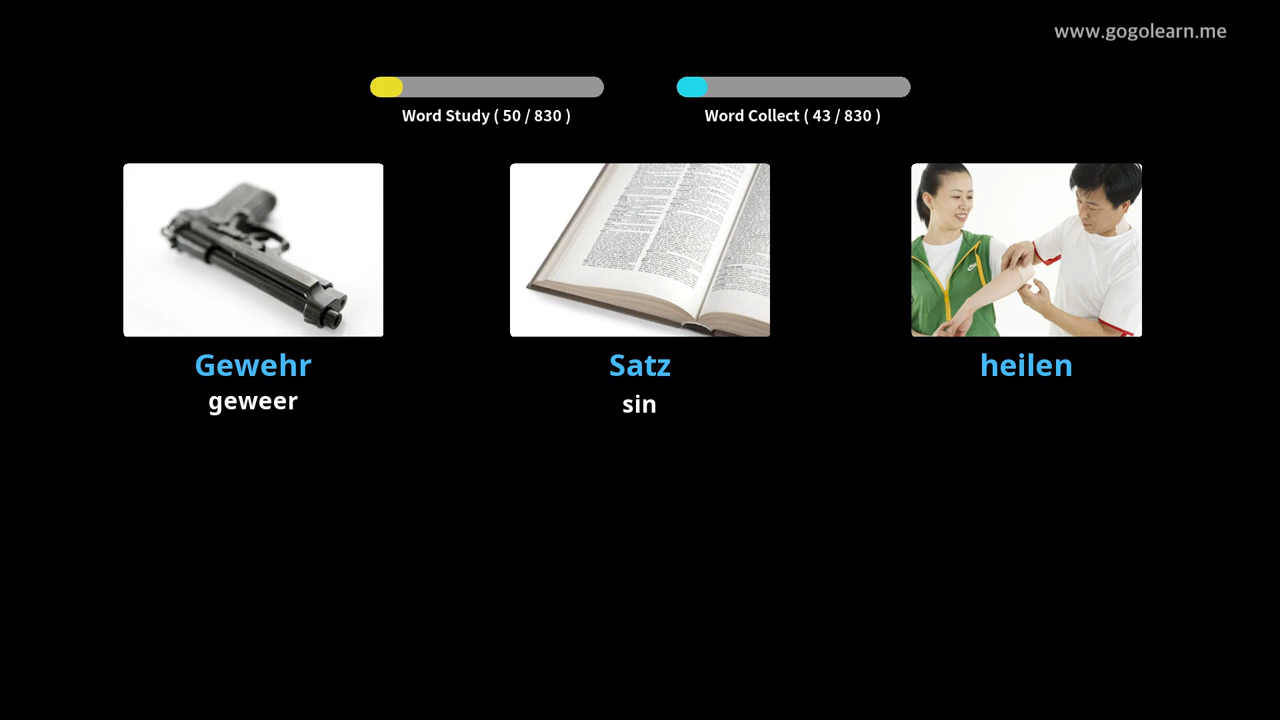 www.gogolearn.me
Word Study ( 50 / 830 )
Word Collect ( 43 / 830 )
Gewehr
Satz
heilen
geweer
sin